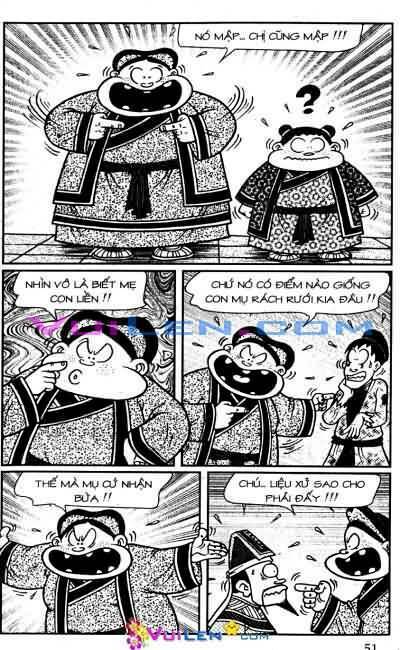 NÓ MẬP... CHỊ CŨNG MẬP !!!
?
NHÌN VÔ LÀ BIẾT MẸ
CON LIỀN !!
CHỨ NÓ CÓ ĐIỂM NÀO GIỐNG
CON MỤ RÁCH RƯỚI KIA ĐÂU !!
VUILEN.COM
THẾ MÀ MỤ CỨ NHẬN
BỪA !!
CHÚ... LIỆU XỬ SAO CHO
PHẢI ĐẤY !!!
VUILEN
.COM
51